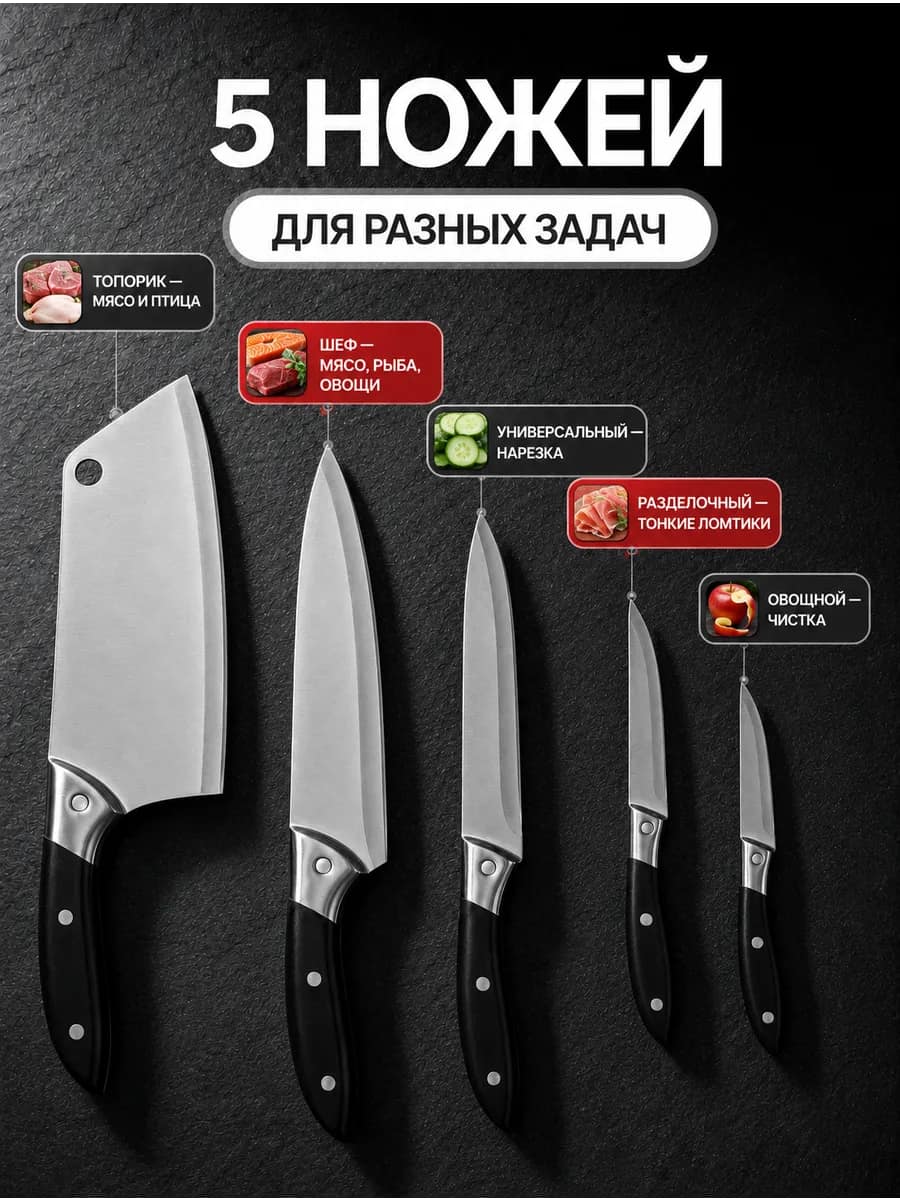 5 НОЖЕЙ
ДЛЯ РАЗНЫХ ЗАДАЧ
ТОПОРИК —
МЯСО И ПТИЦА
ШЕФ —
МЯСО, РЫБА,
ОВОЩИ
УНИВЕРСАЛЬНЫЙ —
НАРЕЗКА
РАЗДЕЛОЧНЫЙ —
ТОНКИЕ ЛОМТИКИ
ОВОЩНОЙ —
ЧИСТКА